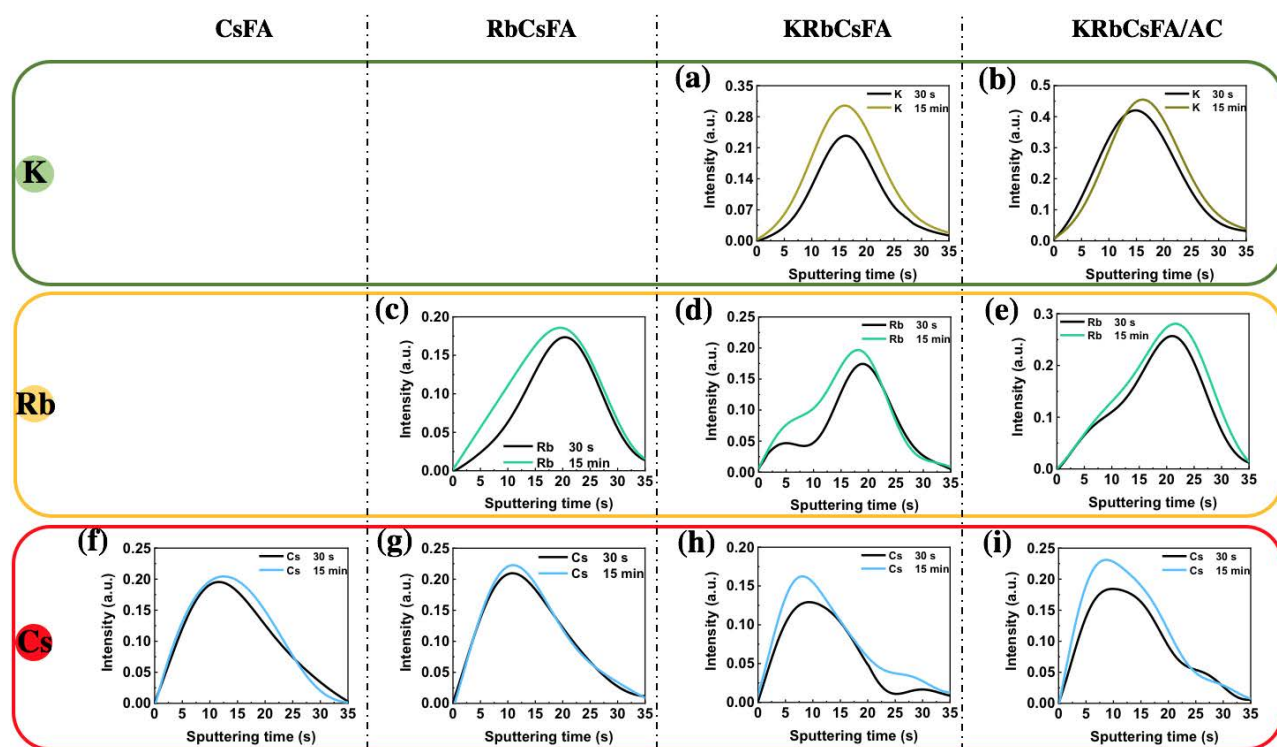 CsFA
RbCsFA
KRbCsFA
KRbCsFA/AC
K
(a)
Intensity (a.u.)
0.35
0.28
0.21
0.14
0.07
0.00
K 30 s
K 15 min
0 5 10 15 20 25 30 35
Sputtering time (s)
(b)
Intensity (a.u.)
0.5
0.4
0.3
0.2
0.1
0.0
K 30 s
K 15 min
0 5 10 15 20 25 30 35
Sputtering time (s)
Rb
(c)
Intensity (a.u.)
0.20
0.15
0.10
0.05
0.00
Rb 30 s
Rb 15 min
0 5 10 15 20 25 30 35
Sputtering time (s)
(d)
Intensity (a.u.)
0.25
0.20
0.15
0.10
0.05
0.00
Rb 30 s
Rb 15 min
0 5 10 15 20 25 30 35
Sputtering time (s)
(e)
Intensity (a.u.)
0.3
0.2
0.1
0.0
Rb 30 s
Rb 15 min
0 5 10 15 20 25 30 35
Sputtering time (s)
Cs
(f)
Intensity (a.u.)
0.25
0.20
0.15
0.10
0.05
0.00
Cs 30 s
Cs 15 min
0 5 10 15 20 25 30 35
Sputtering time (s)
(g)
Intensity (a.u.)
0.25
0.20
0.15
0.10
0.05
0.00
Cs 30 s
Cs 15 min
0 5 10 15 20 25 30 35
Sputtering time (s)
(h)
Intensity (a.u.)
0.20
0.15
0.10
0.05
0.00
Cs 30 s
Cs 15 min
0 5 10 15 20 25 30 35
Sputtering time (s)
(i)
Intensity (a.u.)
0.25
0.20
0.15
0.10
0.05
0.00
Cs 30 s
Cs 15 min
0 5 10 15 20 25 30 35
Sputtering time (s)